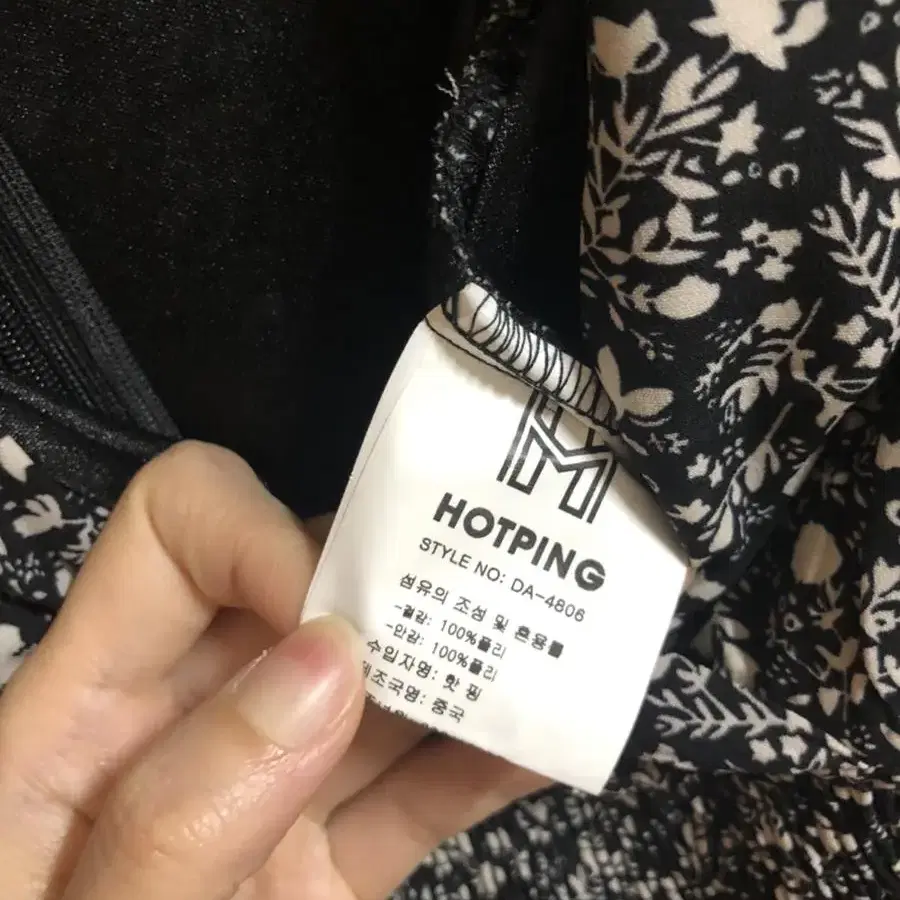 HOTPING
STYLE NO: DA-4806
섬유의 조성 및 혼용률
-겉감: 100%폴리
-안감: 100%폴리
수입자명: 핫 핑
제조국명: 중국